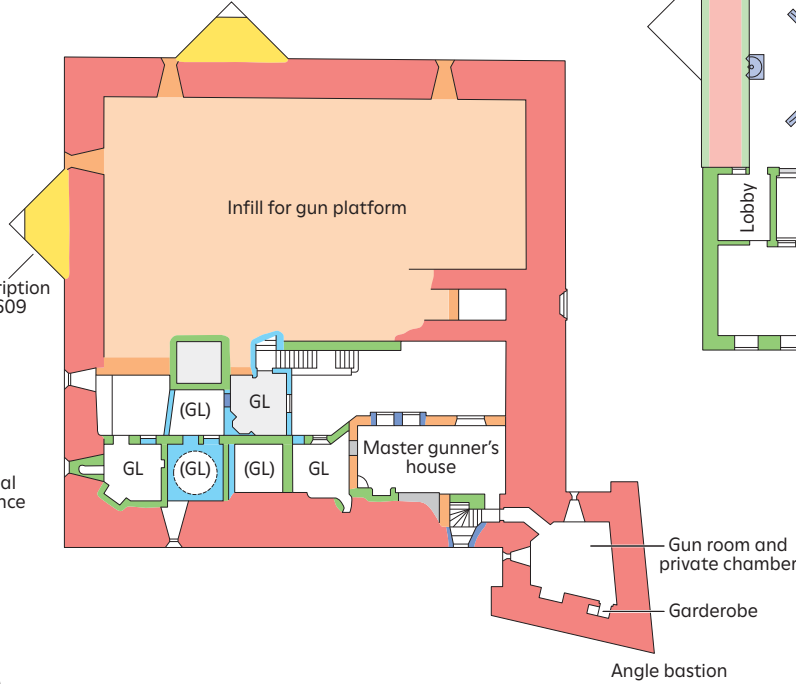 Infill for gun platform
Lobby
609
(GL)
GL
GL
(GL)
(GL)
GL
Master gunner's
house
Gun room and
private chamber
Garderobe
Angle bastion